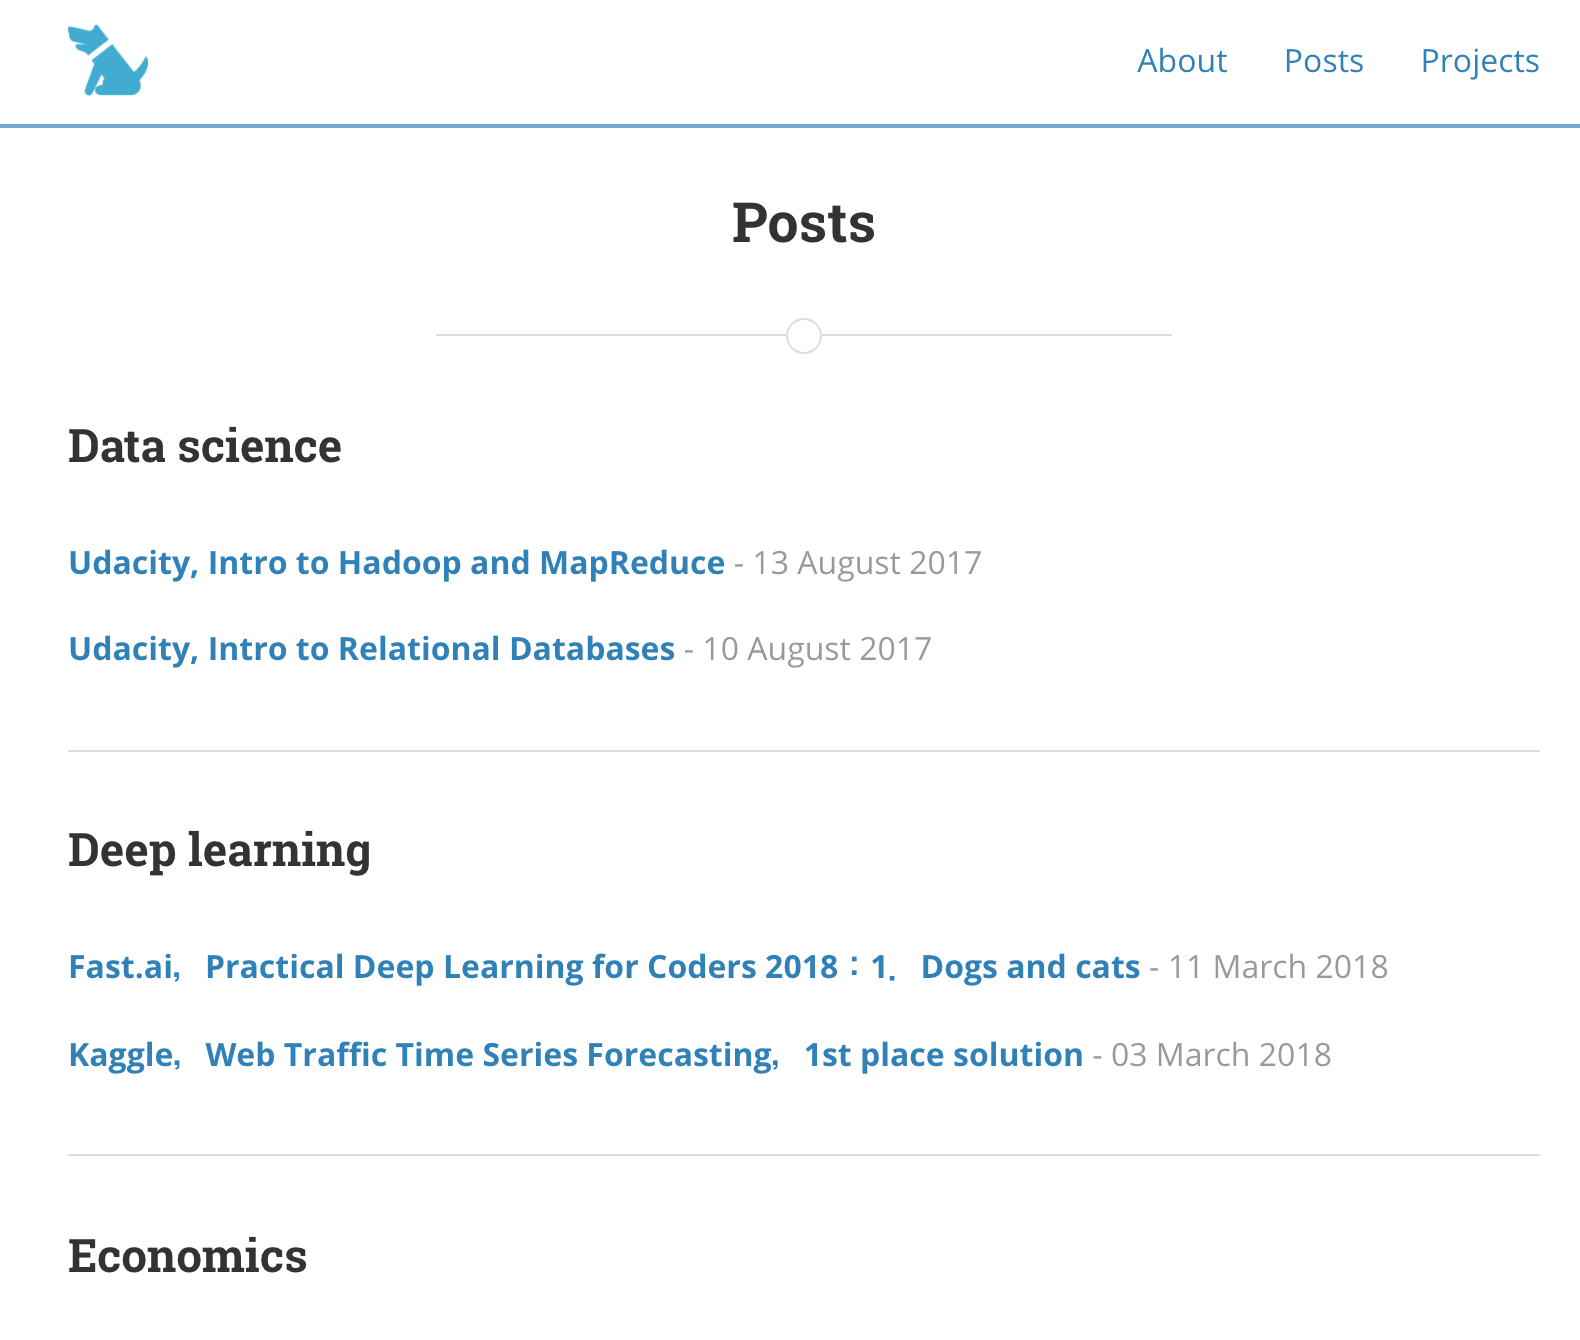 About Posts Projects
Posts
Data science
Udacity, Intro to Hadoop and MapReduce - 13 August 2017
Udacity, Intro to Relational Databases - 10 August 2017
Deep learning
Fast.ai，Practical Deep Learning for Coders 2018：1．Dogs and cats - 11 March 2018
Kaggle，Web Traffic Time Series Forecasting，1st place solution - 03 March 2018
Economics